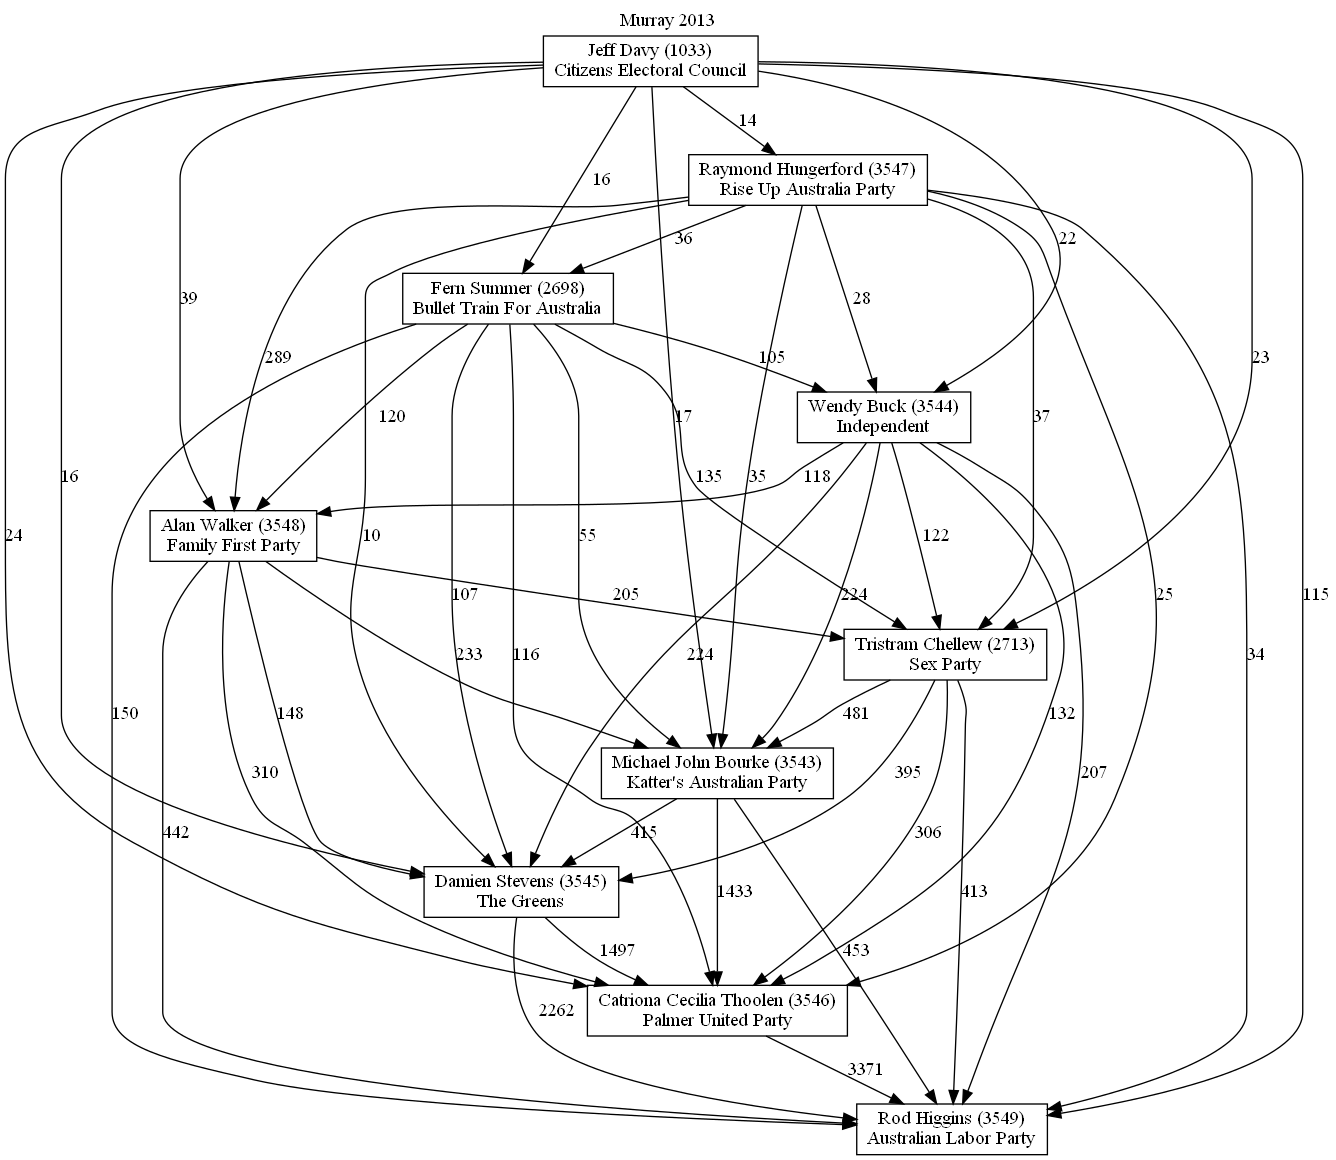 Murray 2013
Jeff Davy (1033)
Citizens Electoral Council
14
Raymond Hungerford (3547)
Rise Up Australia Party
16
36
22
Fern Summer (2698)
Bullet Train For Australia
39
28
289
105
23
Wendy Buck (3544)
Independent
120
17
37
16
135
35
118
Alan Walker (3548)
Family First Party
24
10
55
122
107
205
224
25
115
Tristram Chellew (2713)
Sex Party
233
116
224
34
150
148
481
132
Michael John Bourke (3543)
Katter's Australian Party
310
395
207
442
415
306
Damien Stevens (3545)
The Greens
1433
413
1497
453
Catriona Cecilia Thoolen (3546)
Palmer United Party
2262
3371
Rod Higgins (3549)
Australian Labor Party